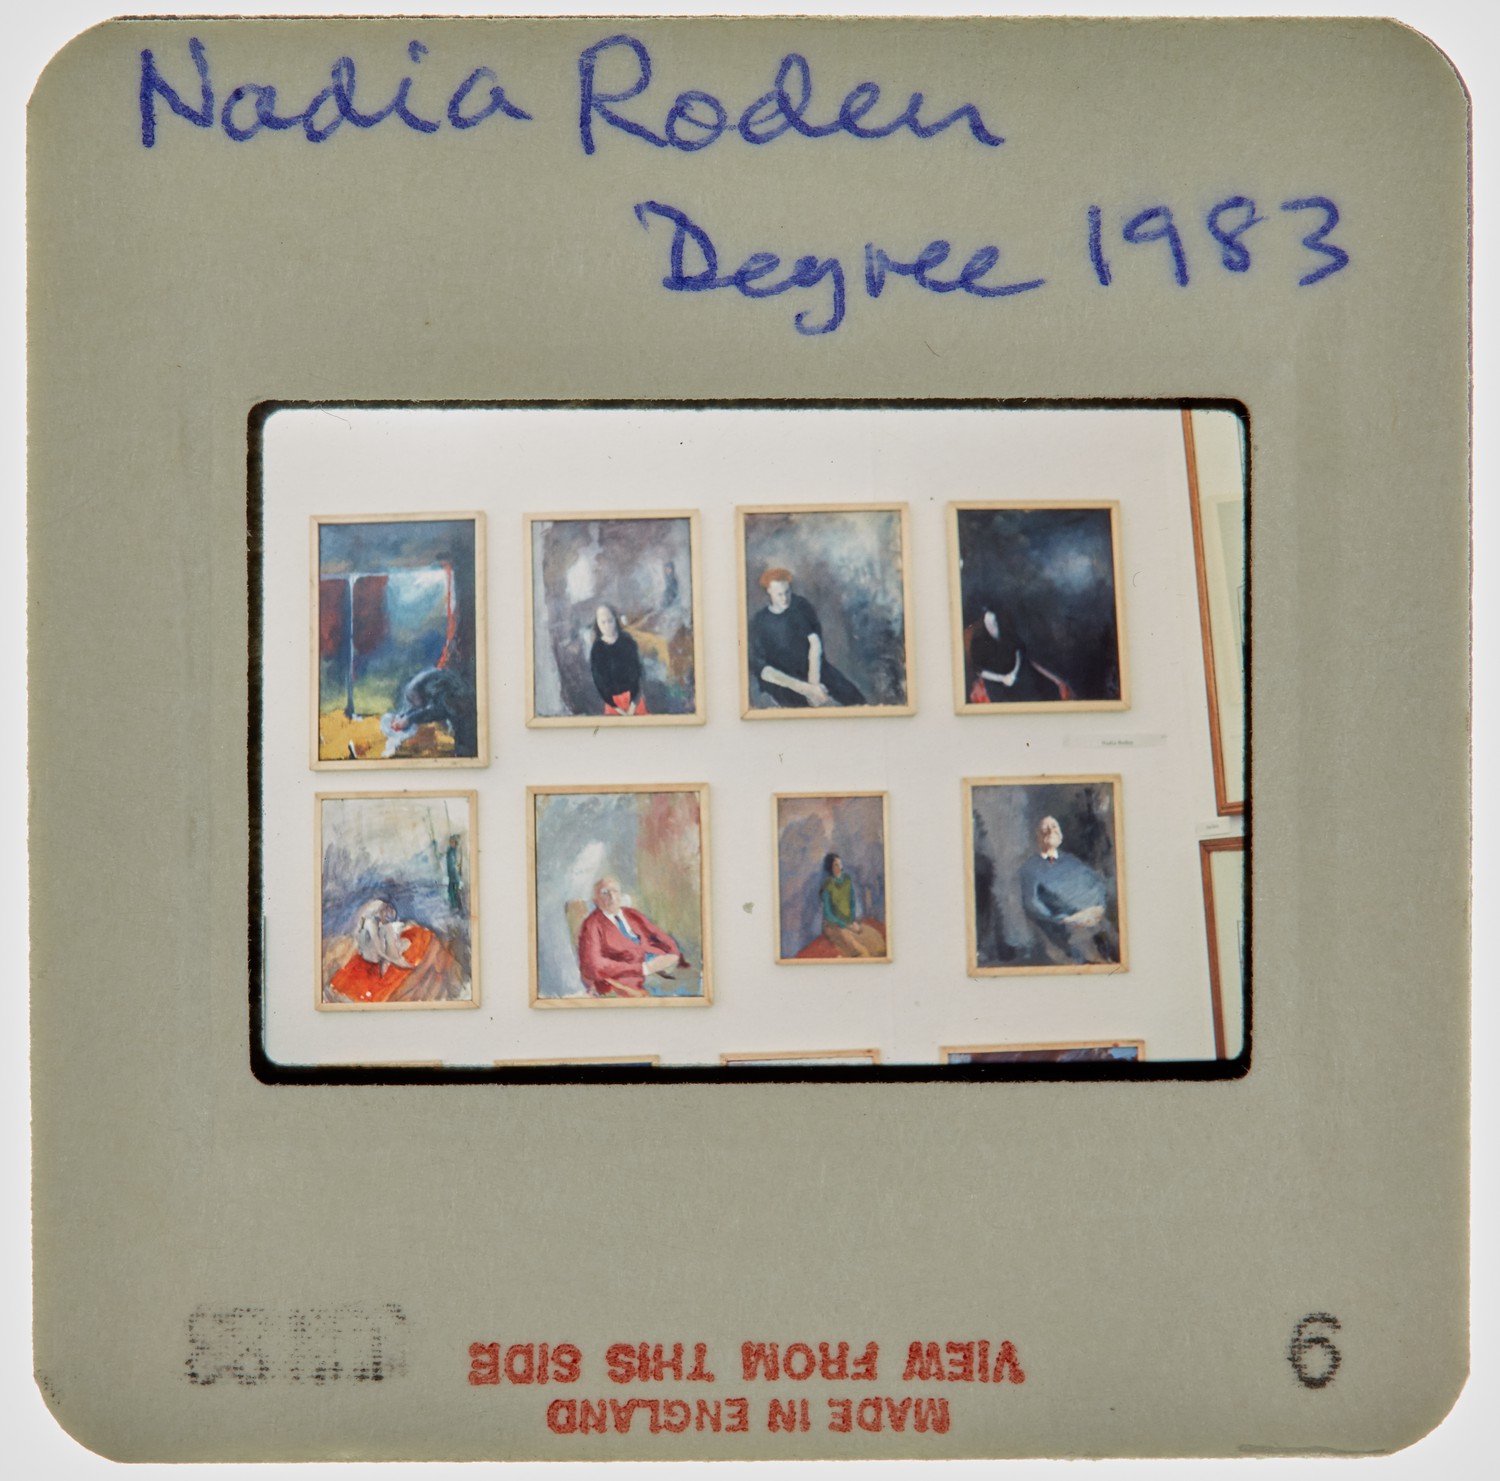 Nadia Roden
Degree 1983
6
VIEW FROM THIS SIDE
MADE IN ENGLAND